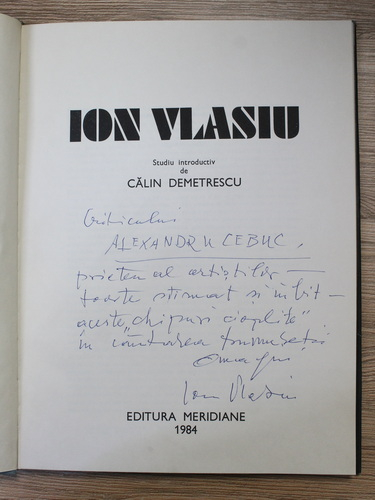 ION VLASIU
Studiu introductiv
de
CĂLIN DEMETRESCU
Criticului
ALEXANDRU CEBUC,
prieten al artiștilor —
foarte stimat și iubit —
aceste „chipuri cioplite”
în căutarea frumuseții
Omagiu
Ion Vlasiu
EDITURA MERIDIANE
1984